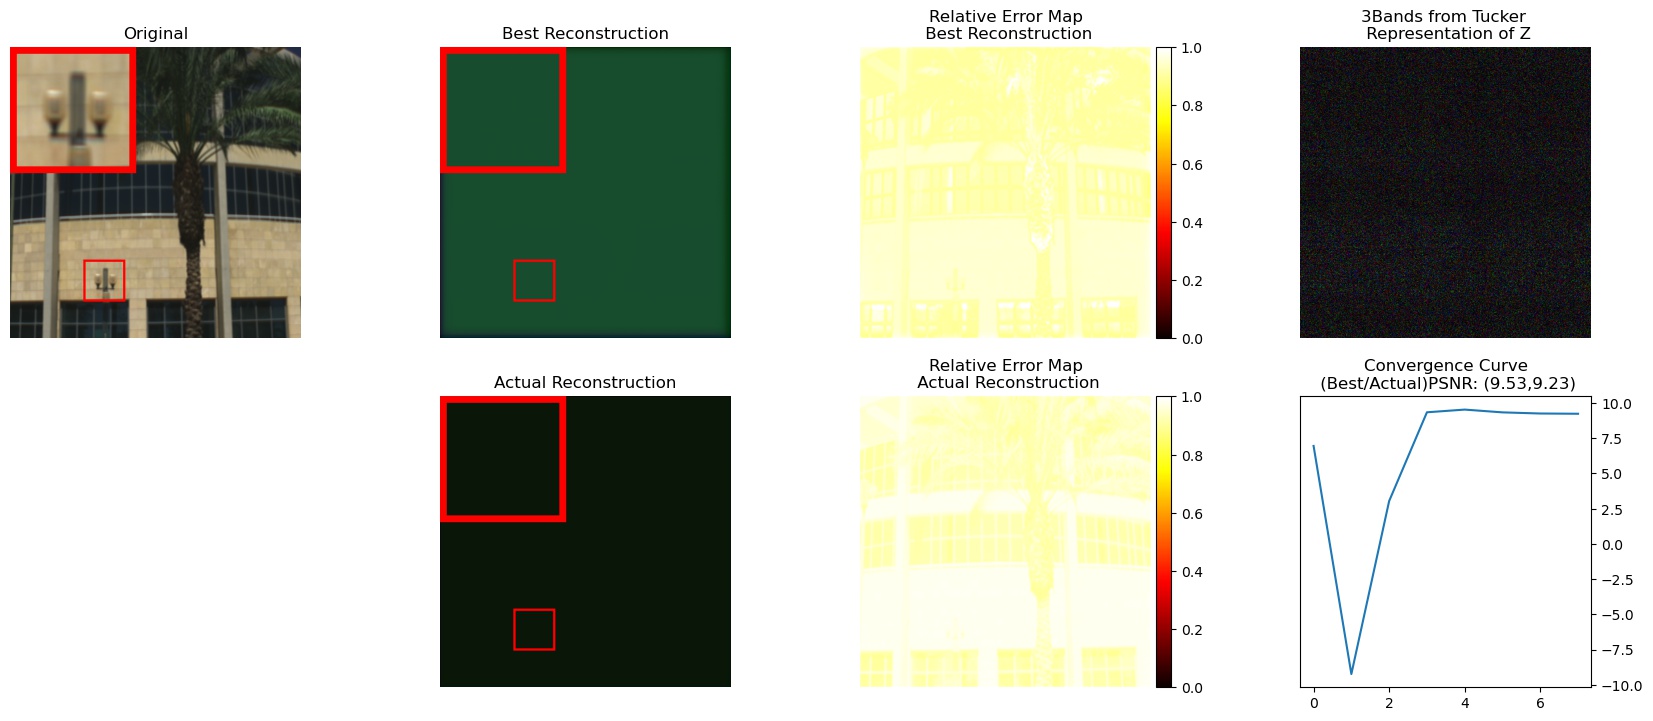 Original
Best Reconstruction
Relative Error Map
Best Reconstruction
1.0
0.8
0.6
0.4
0.2
0.0
3Bands from Tucker
Representation of Z
Actual Reconstruction
Relative Error Map
Actual Reconstruction
1.0
0.8
0.6
0.4
0.2
0.0
Convergence Curve
(Best/Actual)PSNR: (9.53,9.23)
10.0
7.5
5.0
2.5
0.0
−2.5
−5.0
−7.5
−10.0
0 2 4 6